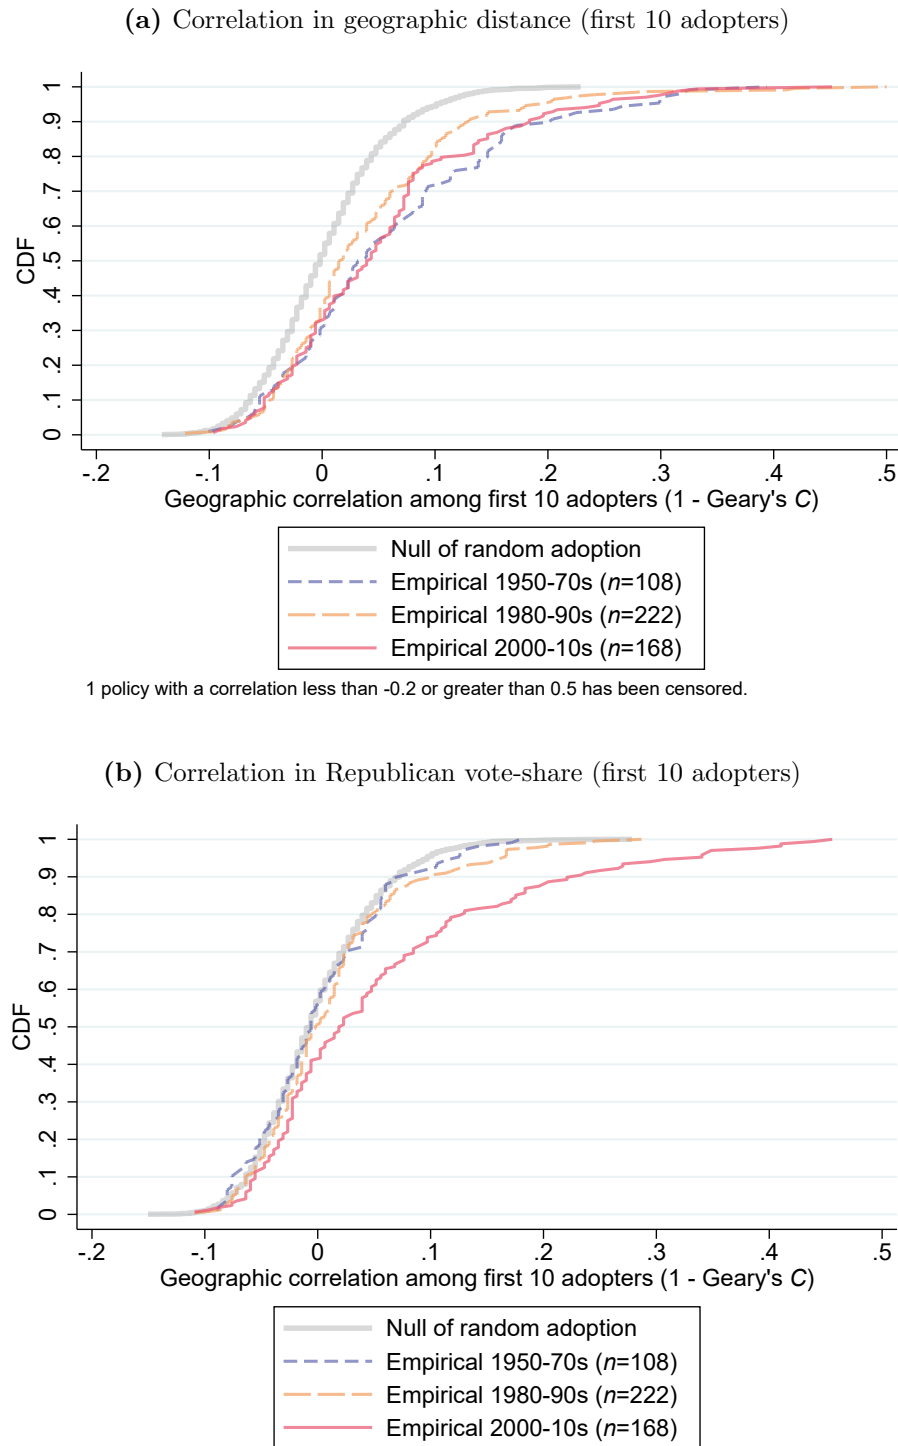 (a) Correlation in geographic distance (first 10 adopters)
CDF
1
.9
.8
.7
.6
.5
.4
.3
.2
.1
0
-.2 -.1 0 .1 .2 .3 .4 .5
Geographic correlation among first 10 adopters (1 - Geary's C)
Null of random adoption
Empirical 1950-70s (n=108)
Empirical 1980-90s (n=222)
Empirical 2000-10s (n=168)
1 policy with a correlation less than -0.2 or greater than 0.5 has been censored.
(b) Correlation in Republican vote-share (first 10 adopters)
CDF
1
.9
.8
.7
.6
.5
.4
.3
.2
.1
0
-.2 -.1 0 .1 .2 .3 .4 .5
Geographic correlation among first 10 adopters (1 - Geary's C)
Null of random adoption
Empirical 1950-70s (n=108)
Empirical 1980-90s (n=222)
Empirical 2000-10s (n=168)